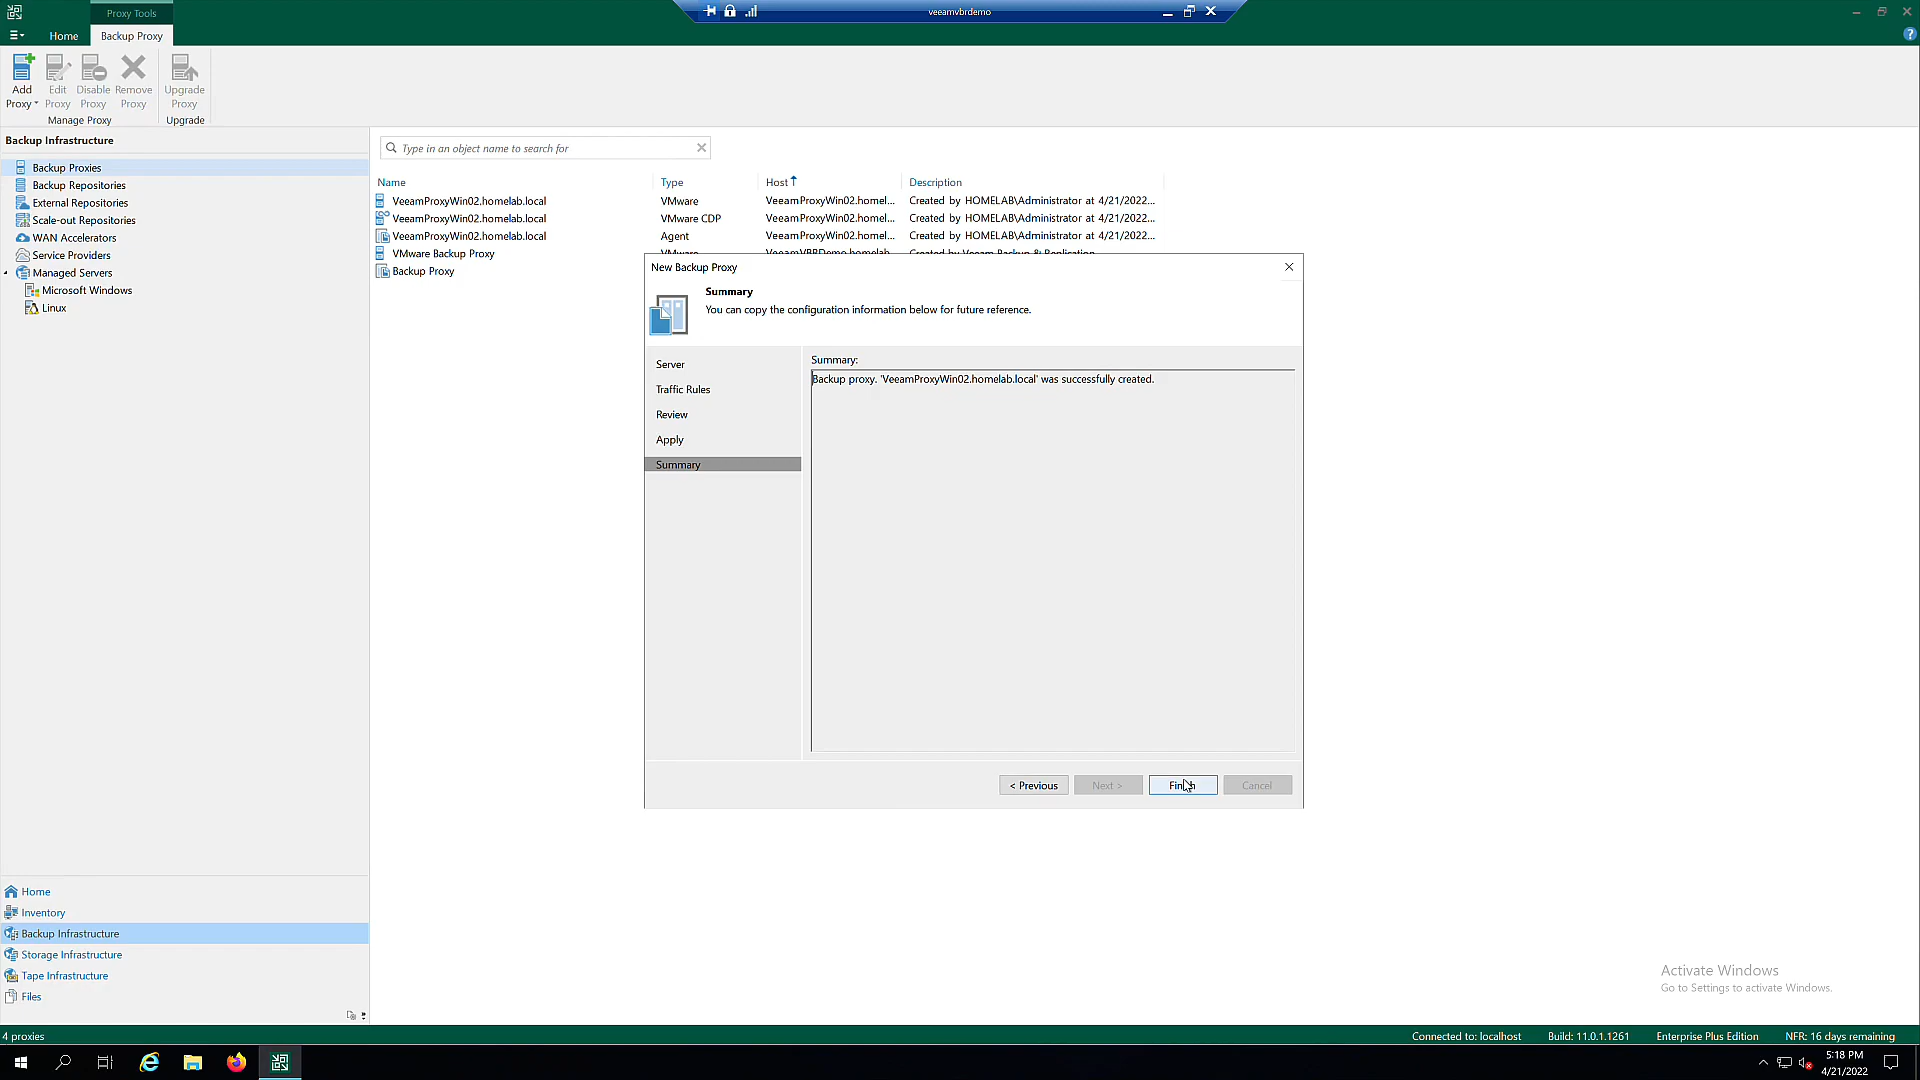 Proxy Tools
veeamvbrdemo
Home
Backup Proxy
Add Proxy
Edit Proxy
Disable Proxy
Remove Proxy
Upgrade Proxy
Manage Proxy
Upgrade
Backup Infrastructure
Backup Proxies
Backup Repositories
External Repositories
Scale-out Repositories
WAN Accelerators
Service Providers
Managed Servers
Microsoft Windows
Linux
Type in an object name to search for
Name Type Host Description
VeeamProxyWin02.homelab.local VMware VeeamProxyWin02.homel... Created by HOMELAB\Administrator at 4/21/2022...
VeeamProxyWin02.homelab.local VMware CDP VeeamProxyWin02.homel... Created by HOMELAB\Administrator at 4/21/2022...
VeeamProxyWin02.homelab.local Agent VeeamProxyWin02.homel... Created by HOMELAB\Administrator at 4/21/2022...
VMware Backup Proxy VMware VeeamVBRDemo.homelab... Created by Veeam Backup & Replication
Backup Proxy
New Backup Proxy
Summary
You can copy the configuration information below for future reference.
Server
Traffic Rules
Review
Apply
Summary
Summary:
Backup proxy. 'VeeamProxyWin02.homelab.local' was successfully created.
< Previous
Next >
Finish
Cancel
Home
Inventory
Backup Infrastructure
Storage Infrastructure
Tape Infrastructure
Files
Activate Windows
Go to Settings to activate Windows.
4 proxies
Connected to: localhost
Build: 11.0.1.1261
Enterprise Plus Edition
NFR: 16 days remaining
5:18 PM
4/21/2022